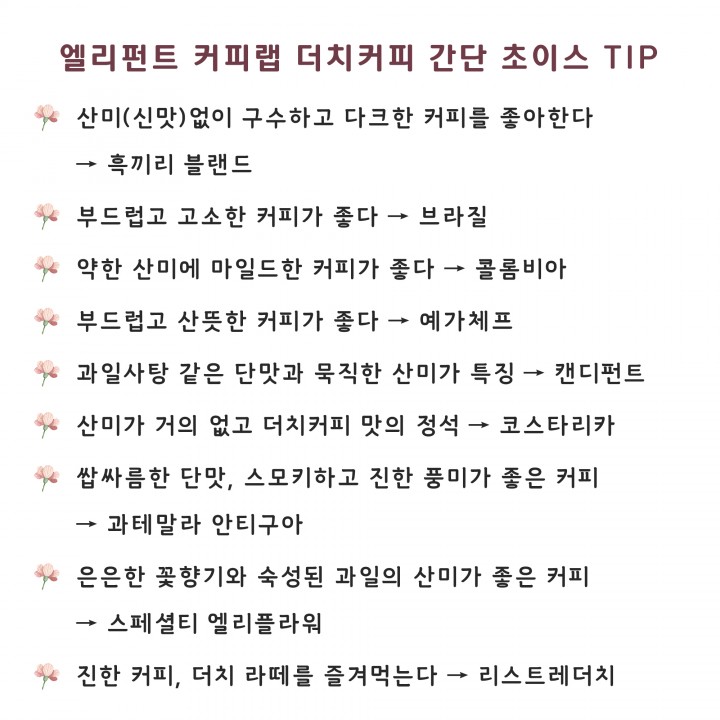 엘리펀트 커피랩 더치커피 간단 초이스 TIP
산미(신맛)없이 구수하고 다크한 커피를 좋아한다
→ 흑끼리 블랜드
부드럽고 고소한 커피가 좋다 → 브라질
약한 산미에 마일드한 커피가 좋다 → 콜롬비아
부드럽고 산뜻한 커피가 좋다 → 예가체프
과일사탕 같은 단맛과 묵직한 산미가 특징 → 캔디펀트
산미가 거의 없고 더치커피 맛의 정석 → 코스타리카
쌉싸름한 단맛, 스모키하고 진한 풍미가 좋은 커피
→ 과테말라 안티구아
은은한 꽃향기와 숙성된 과일의 산미가 좋은 커피
→ 스페셜티 엘리플라워
진한 커피, 더치 라떼를 즐겨먹는다 → 리스트레더치